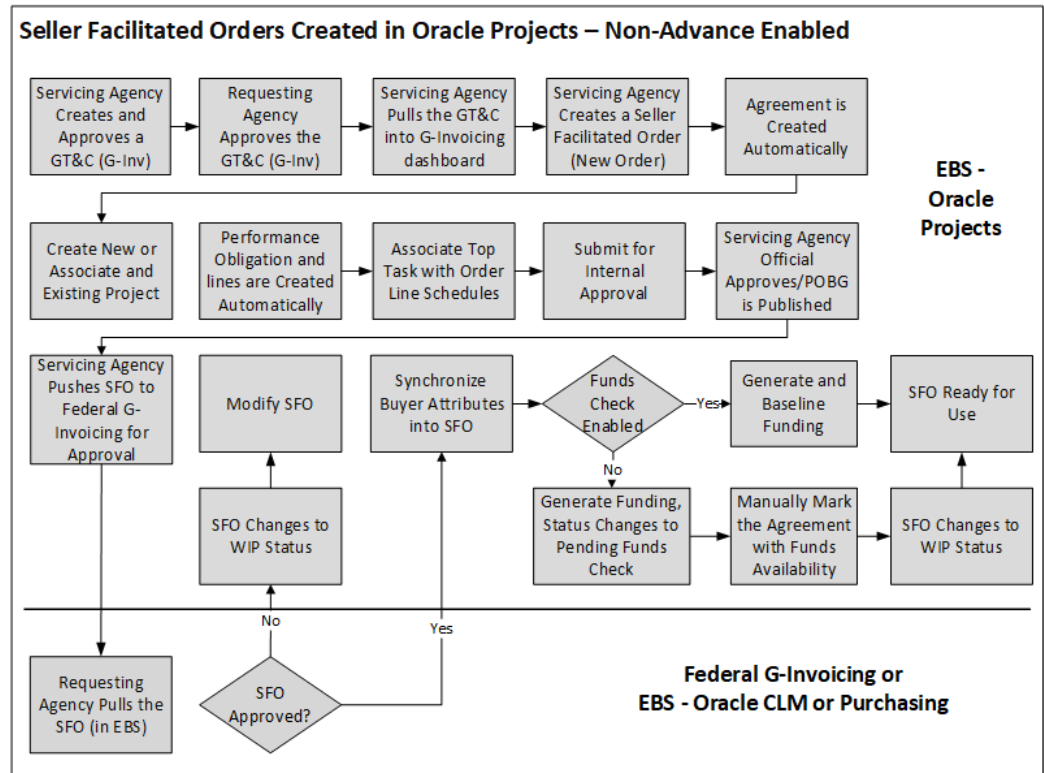 Seller Facilitated Orders Created in Oracle Projects – Non-Advance Enabled
Servicing Agency
Creates and
Approves a
GT&C (G-Inv)
Requesting
Agency
Approves the
GT&C (G-Inv)
Servicing Agency
Pulls the GT&C
into G-Invoicing
dashboard
Servicing Agency
Creates a Seller
Facilitated Order
(New Order)
Agreement is
Created
Automatically
EBS -
Oracle
Projects
Create New or
Associate and
Existing Project
Performance
Obligation and
lines are Created
Automatically
Associate Top
Task with Order
Line Schedules
Submit for
Internal
Approval
Servicing Agency
Official
Approves/POBG
is Published
Servicing Agency
Pushes SFO to
Federal G-
Invoicing for
Approval
Modify SFO
Synchronize
Buyer Attributes
into SFO
Funds
Check
Enabled
Yes
Generate and
Baseline
Funding
SFO Ready for
Use
No
SFO Changes to
WIP Status
Generate Funding,
Status Changes to
Pending Funds
Check
Manually Mark
the Agreement
with Funds
Availability
SFO Changes to
WIP Status
No
Yes
Requesting
Agency Pulls the
SFO (in EBS)
SFO
Approved?
Federal G-Invoicing or
EBS - Oracle CLM or Purchasing